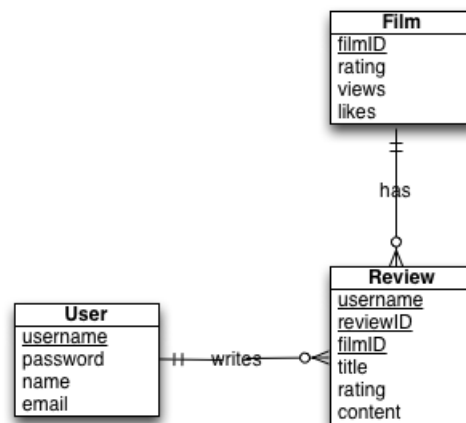 Film
filmID
rating
views
likes
has
Review
username
reviewID
filmID
title
rating
content
User
username
password
name
email
writes